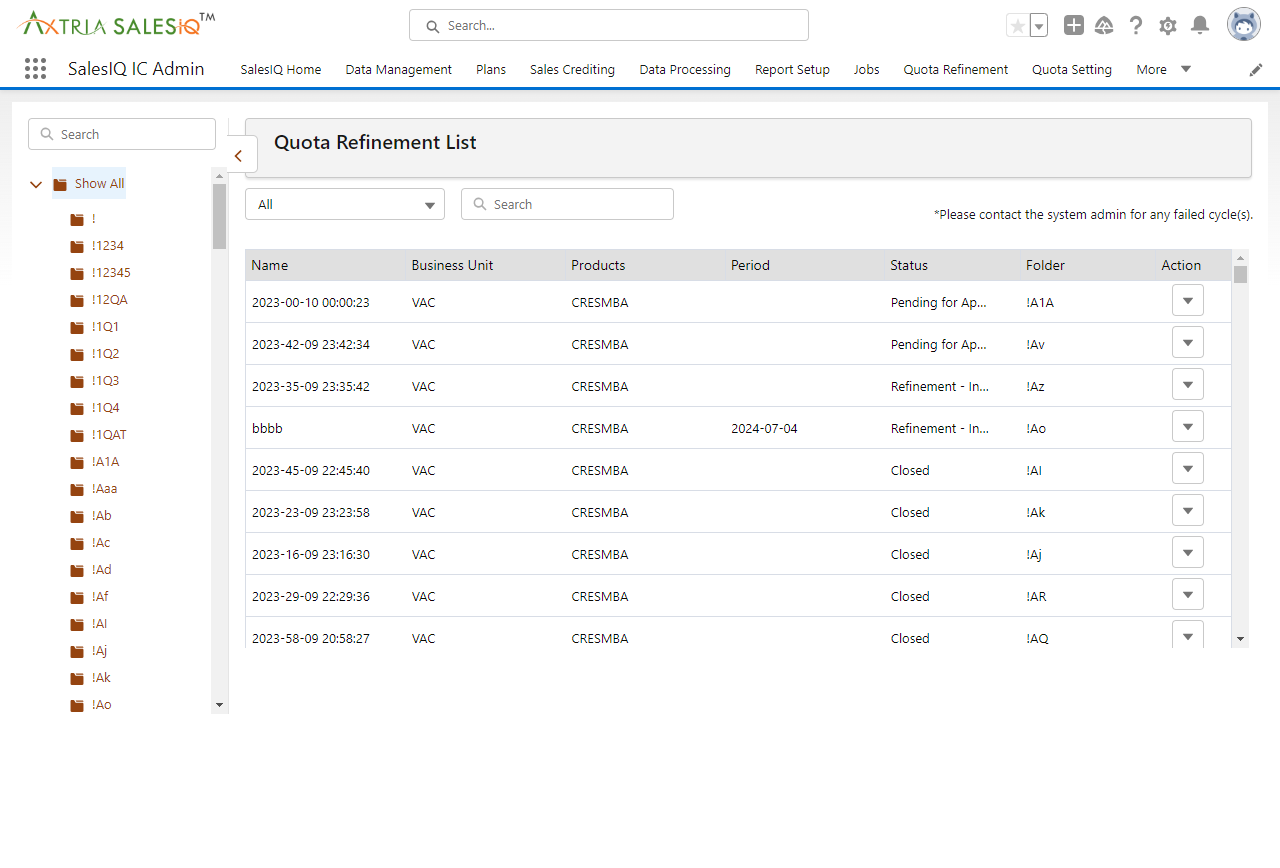 AXTRIA SALESIQ™
Search...
SalesIQ IC Admin
SalesIQ Home
Data Management
Plans
Sales Crediting
Data Processing
Report Setup
Jobs
Quota Refinement
Quota Setting
More
Search
Show All
!
!1234
!12345
!12QA
!1Q1
!1Q2
!1Q3
!1Q4
!1QAT
!A1A
!Aaa
!Ab
!Ac
!Ad
!Af
!AI
!Aj
!Ak
!Ao
Quota Refinement List
All
Search
*Please contact the system admin for any failed cycle(s).
Name Business Unit Products Period Status Folder Action
2023-00-10 00:00:23 VAC CRESMBA Pending for Ap... !A1A
2023-42-09 23:42:34 VAC CRESMBA Pending for Ap... !Av
2023-35-09 23:35:42 VAC CRESMBA Refinement - In... !Az
bbbb VAC CRESMBA 2024-07-04 Refinement - In... !Ao
2023-45-09 22:45:40 VAC CRESMBA Closed !AI
2023-23-09 23:23:58 VAC CRESMBA Closed !Ak
2023-16-09 23:16:30 VAC CRESMBA Closed !Aj
2023-29-09 22:29:36 VAC CRESMBA Closed !AR
2023-58-09 20:58:27 VAC CRESMBA Closed !AQ